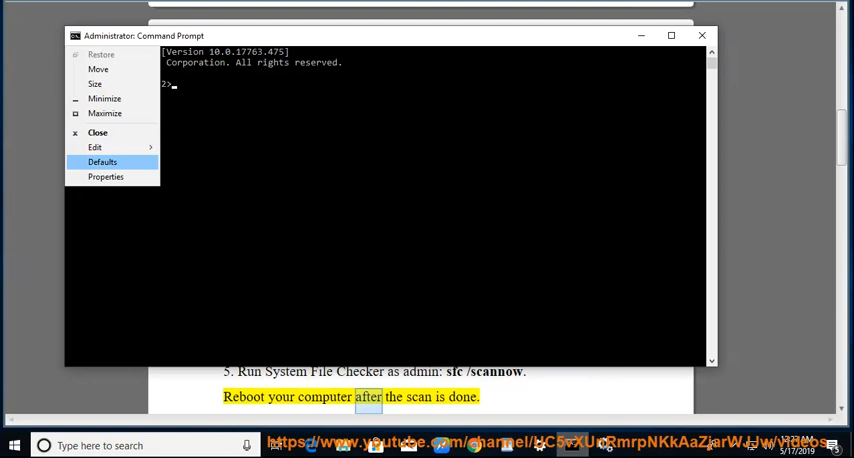 Administrator: Command Prompt
Restore
Move
Size
Minimize
Maximize
Close
Edit
Defaults
Properties
[Version 10.0.17763.475]
Corporation. All rights reserved.
2>
5. Run System File Checker as admin: sfc /scannow.
Reboot your computer after the scan is done.
Type here to search
5/17/2019
5